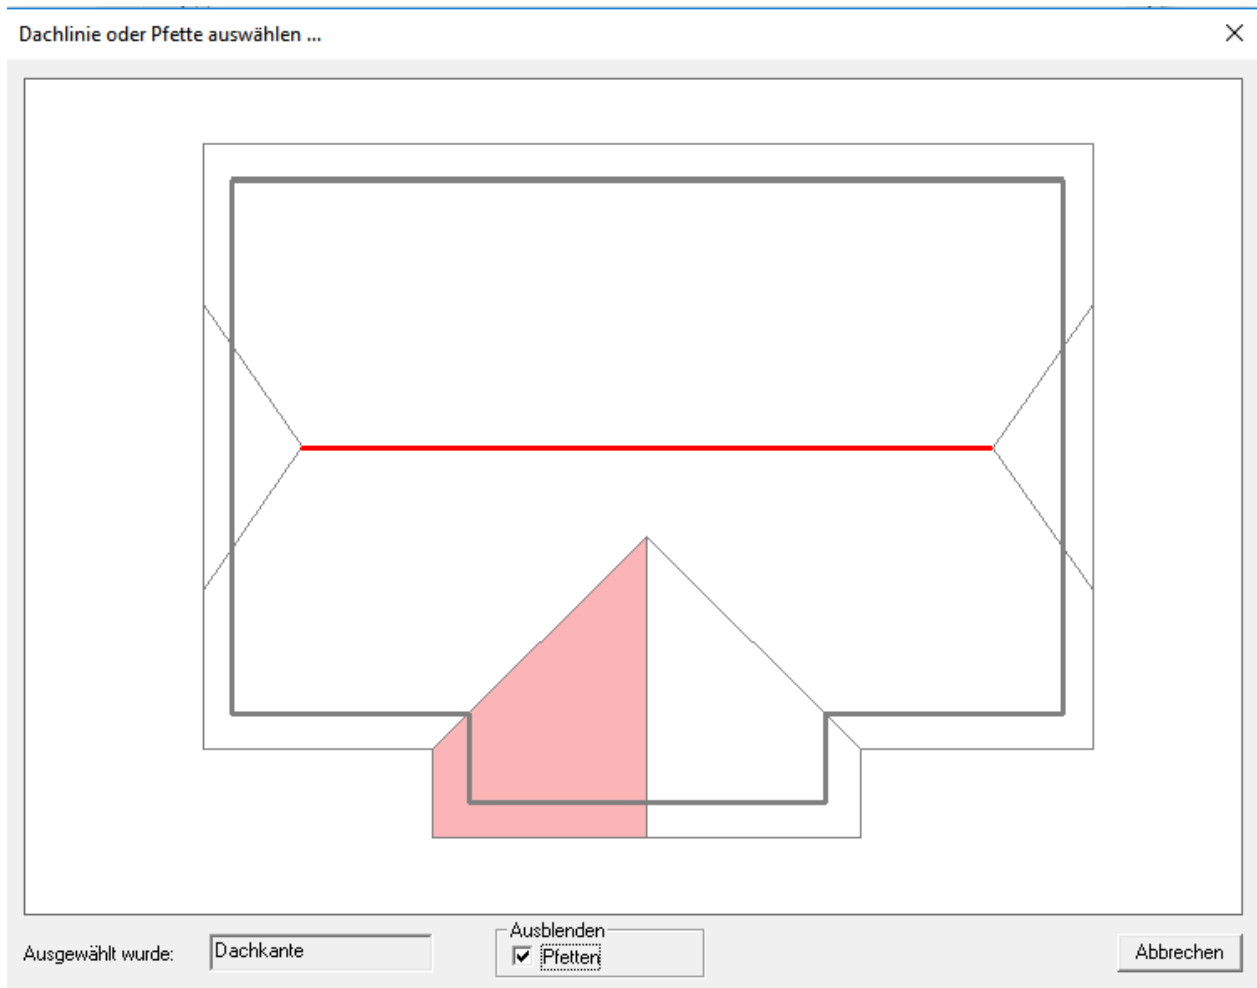 Dachlinie oder Pfette auswählen ...
Ausgewählt wurde:
Dachkante
Ausblenden
Pfetten
Abbrechen